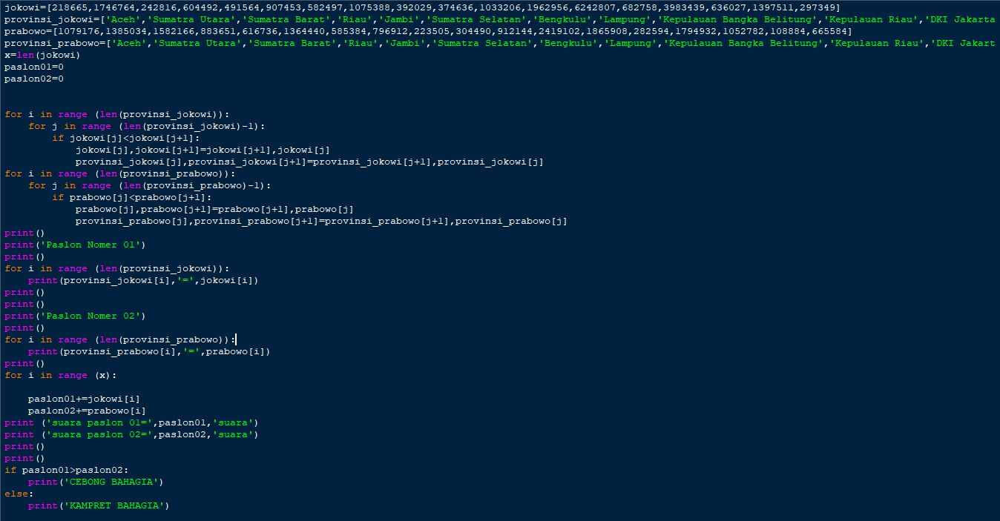 jokowi=[218665,1746764,242816,604492,491564,907453,582497,1075388,392029,374636,1033206,1962956,6242807,682758,3983439,636027,1397511,297349]
provinsi_jokowi=['Aceh','Sumatra Utara','Sumatra Barat','Riau','Jambi','Sumatra Selatan','Bengkulu','Lampung','Kepulauan Bangka Belitung','Kepulauan Riau','DKI Jakarta
prabowo=[1079176,1385034,1582166,883651,616736,1364440,585384,796912,223505,304490,912144,2419102,1865908,282594,1794932,1052782,108884,665584]
provinsi_prabowo=['Aceh','Sumatra Utara','Sumatra Barat','Riau','Jambi','Sumatra Selatan','Bengkulu','Lampung','Kepulauan Bangka Belitung','Kepulauan Riau','DKI Jakart
x=len(jokowi)
paslon01=0
paslon02=0
for i in range (len(provinsi_jokowi)):
    for j in range (len(provinsi_jokowi)-1):
        if jokowi[j]<jokowi[j+1]:
            jokowi[j],jokowi[j+1]=jokowi[j+1],jokowi[j]
            provinsi_jokowi[j],provinsi_jokowi[j+1]=provinsi_jokowi[j+1],provinsi_jokowi[j]
for i in range (len(provinsi_prabowo)):
    for j in range (len(provinsi_prabowo)-1):
        if prabowo[j]<prabowo[j+1]:
            prabowo[j],prabowo[j+1]=prabowo[j+1],prabowo[j]
            provinsi_prabowo[j],provinsi_prabowo[j+1]=provinsi_prabowo[j+1],provinsi_prabowo[j]
print()
print('Paslon Nomer 01')
print()
for i in range (len(provinsi_jokowi)):
    print(provinsi_jokowi[i],'=',jokowi[i])
print()
print()
print('Paslon Nomer 02')
print()
for i in range (len(provinsi_prabowo)):
    print(provinsi_prabowo[i],'=',prabowo[i])
print()
for i in range (x):
    paslon01+=jokowi[i]
    paslon02+=prabowo[i]
print ('suara paslon 01=',paslon01,'suara')
print ('suara paslon 02=',paslon02,'suara')
print()
print()
if paslon01>paslon02:
    print('CEBONG BAHAGIA')
else:
    print('KAMPRET BAHAGIA')